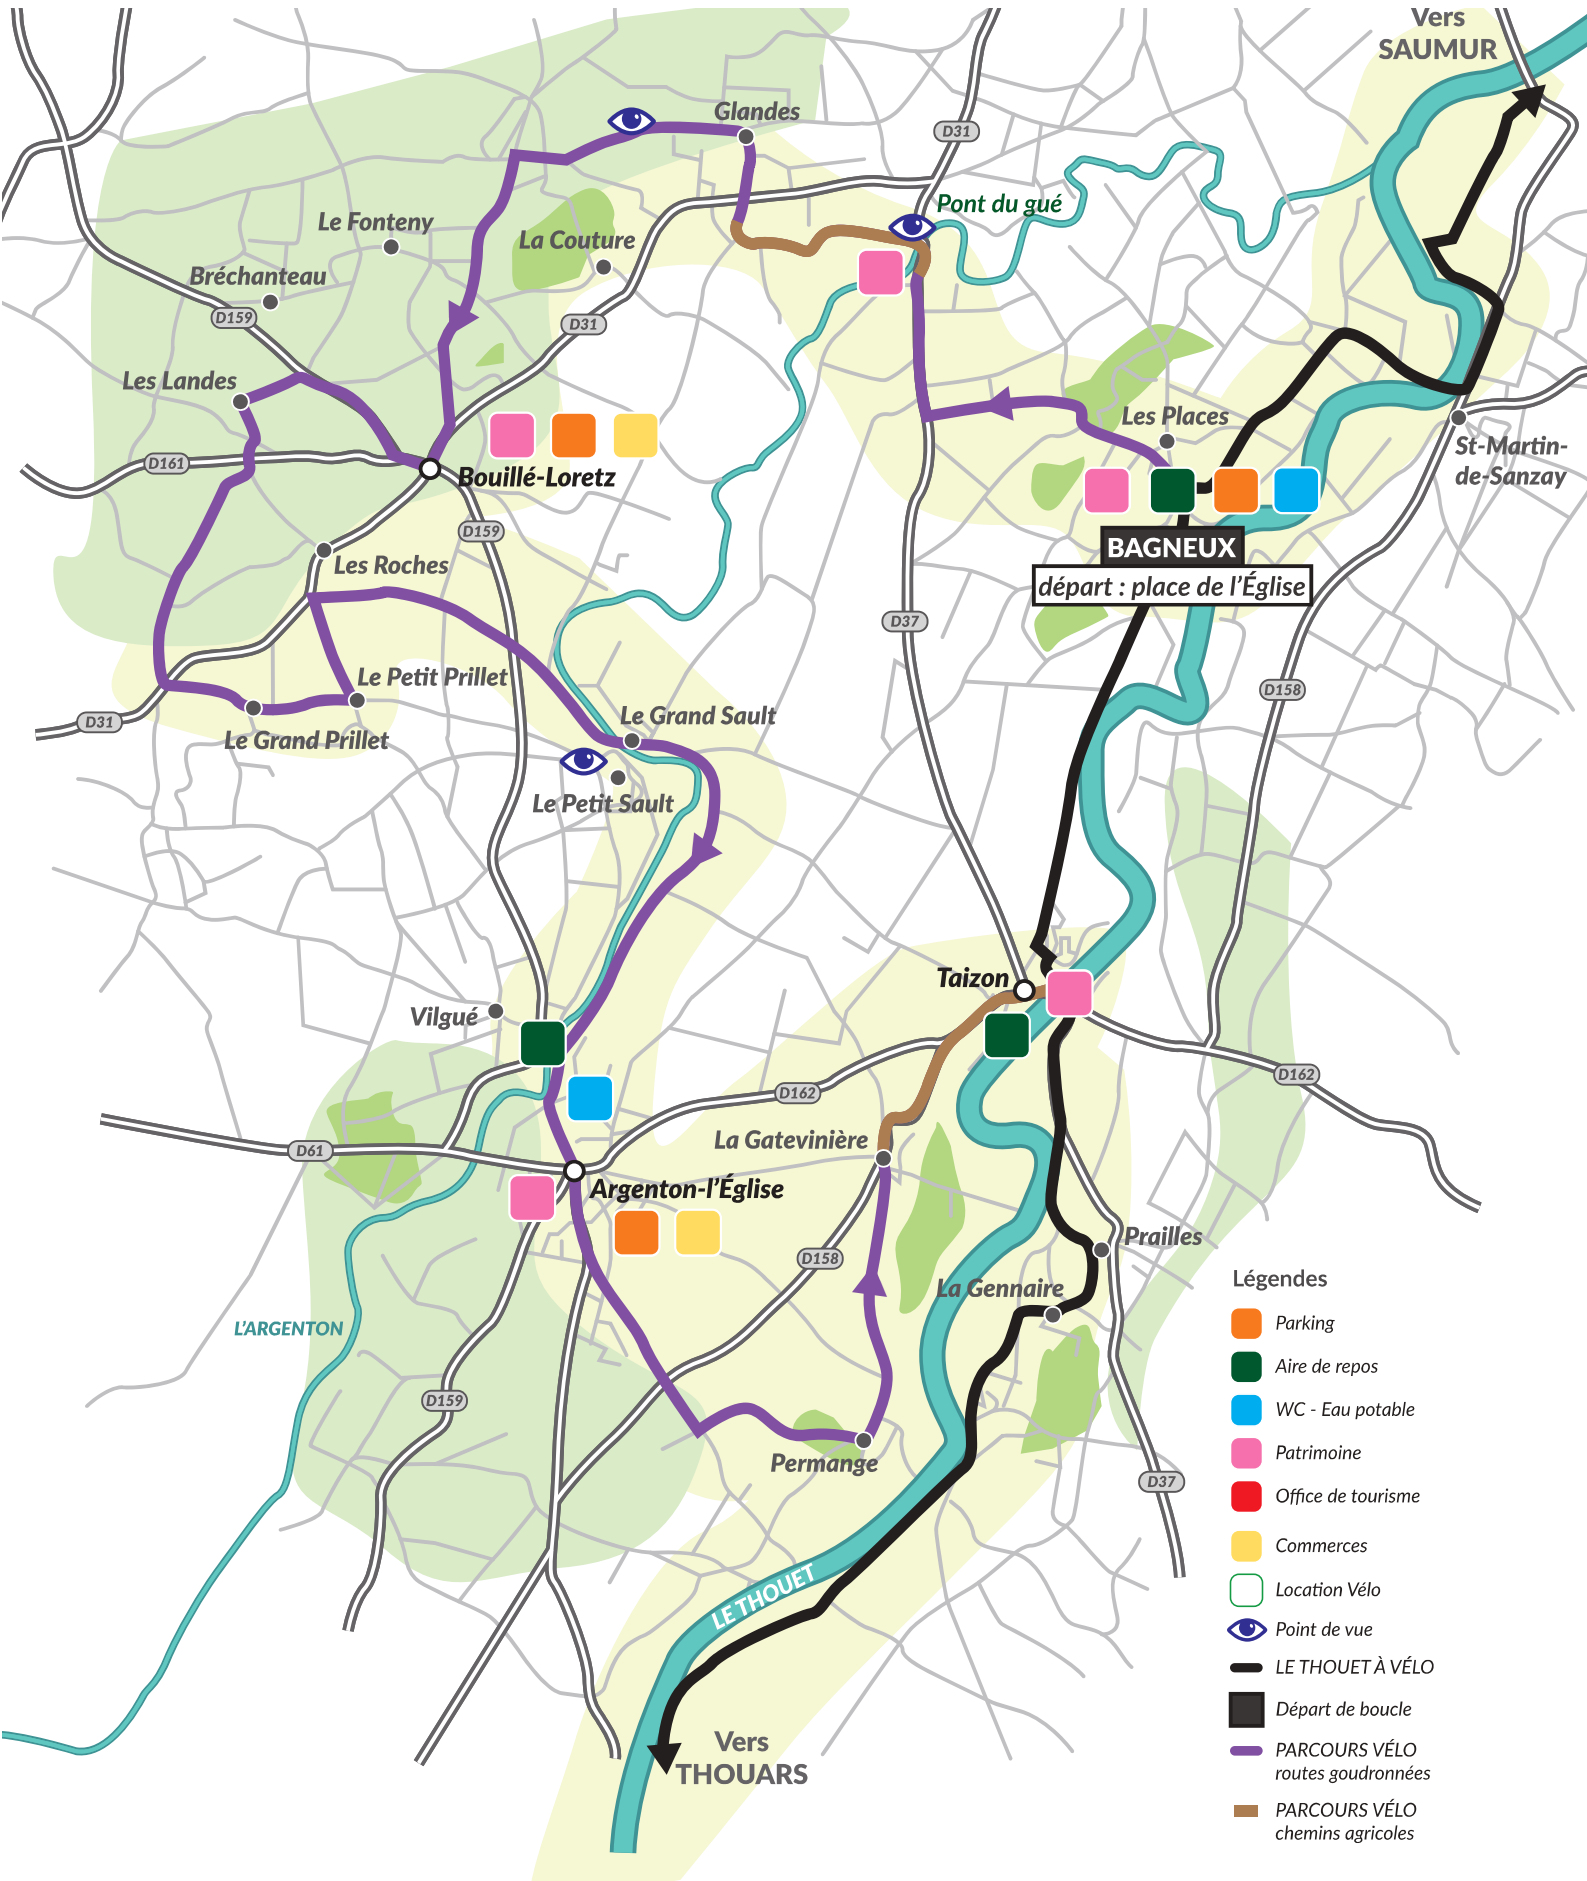 Vers
SAUMUR
Glandes
D31
Pont du gué
Le Fonteny
La Couture
Bréchanteau
D159
D31
Les Landes
Les Places
St-Martin-
de-Sanzay
D161
Bouillé-Loretz
D159
BAGNEUX
départ : place de l'Église
Les Roches
D37
Le Petit Prillet
D158
D31
Le Grand Prillet
Le Grand Sault
Le Petit Sault
Taizon
Vilgué
D162
D162
D61
La Gatevinière
Argenton-l'Église
Prailles
D158
La Gennaire
L'ARGENTON
D159
Permange
D37
LE THOUET
Vers
THOUARS
Légendes
Parking
Aire de repos
WC - Eau potable
Patrimoine
Office de tourisme
Commerces
Location Vélo
Point de vue
LE THOUET À VÉLO
Départ de boucle
PARCOURS VÉLO
routes goudronnées
PARCOURS VÉLO
chemins agricoles